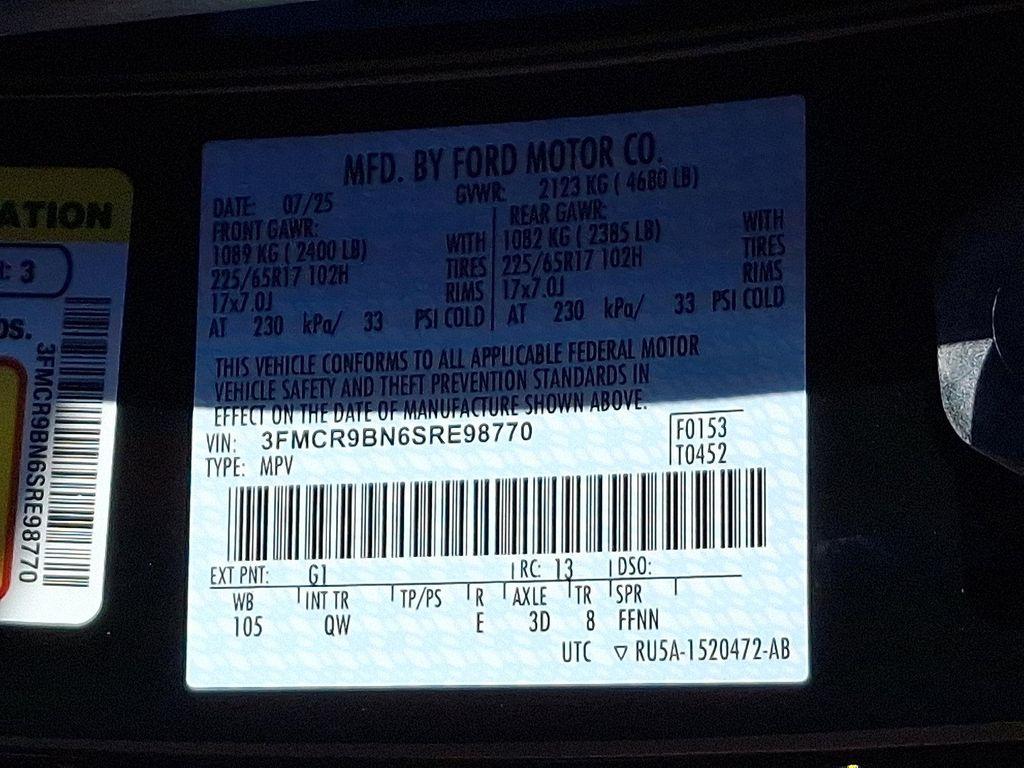 MFD. BY FORD MOTOR CO.
DATE: 07/25 GVWR: 2123 KG ( 4680 LB)
FRONT GAWR: REAR GAWR:
1089 KG ( 2400 LB) WITH 1082 KG ( 2385 LB) WITH
225/65R17 102H TIRES 225/65R17 102H TIRES
17x7.0J RIMS 17x7.0J RIMS
AT 230 kPa/ 33 PSI COLD AT 230 kPa/ 33 PSI COLD
THIS VEHICLE CONFORMS TO ALL APPLICABLE FEDERAL MOTOR
VEHICLE SAFETY AND THEFT PREVENTION STANDARDS IN
EFFECT ON THE DATE OF MANUFACTURE SHOWN ABOVE.
VIN: 3FMCR9BN6SRE98770 F0153
TYPE: MPV T0452
EXT PNT: G1 RC: 13 DSO:
WB INT TR TP/PS R AXLE TR SPR
105 QW E 3D 8 FFNN
UTC ▽ RU5A-1520472-AB
ATION
: 3
3FMCR9BN6SRE98770